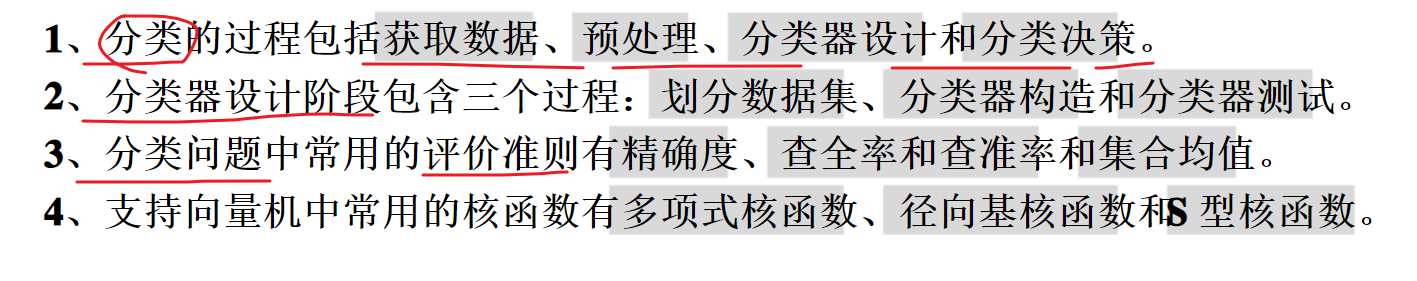 1、分类的过程包括获取数据、预处理、分类器设计和分类决策。
2、分类器设计阶段包含三个过程：划分数据集、分类器构造和分类器测试。
3、分类问题中常用的评价准则有精确度、查全率和查准率和集合均值。
4、支持向量机中常用的核函数有多项式核函数、径向基核函数和S 型核函数。